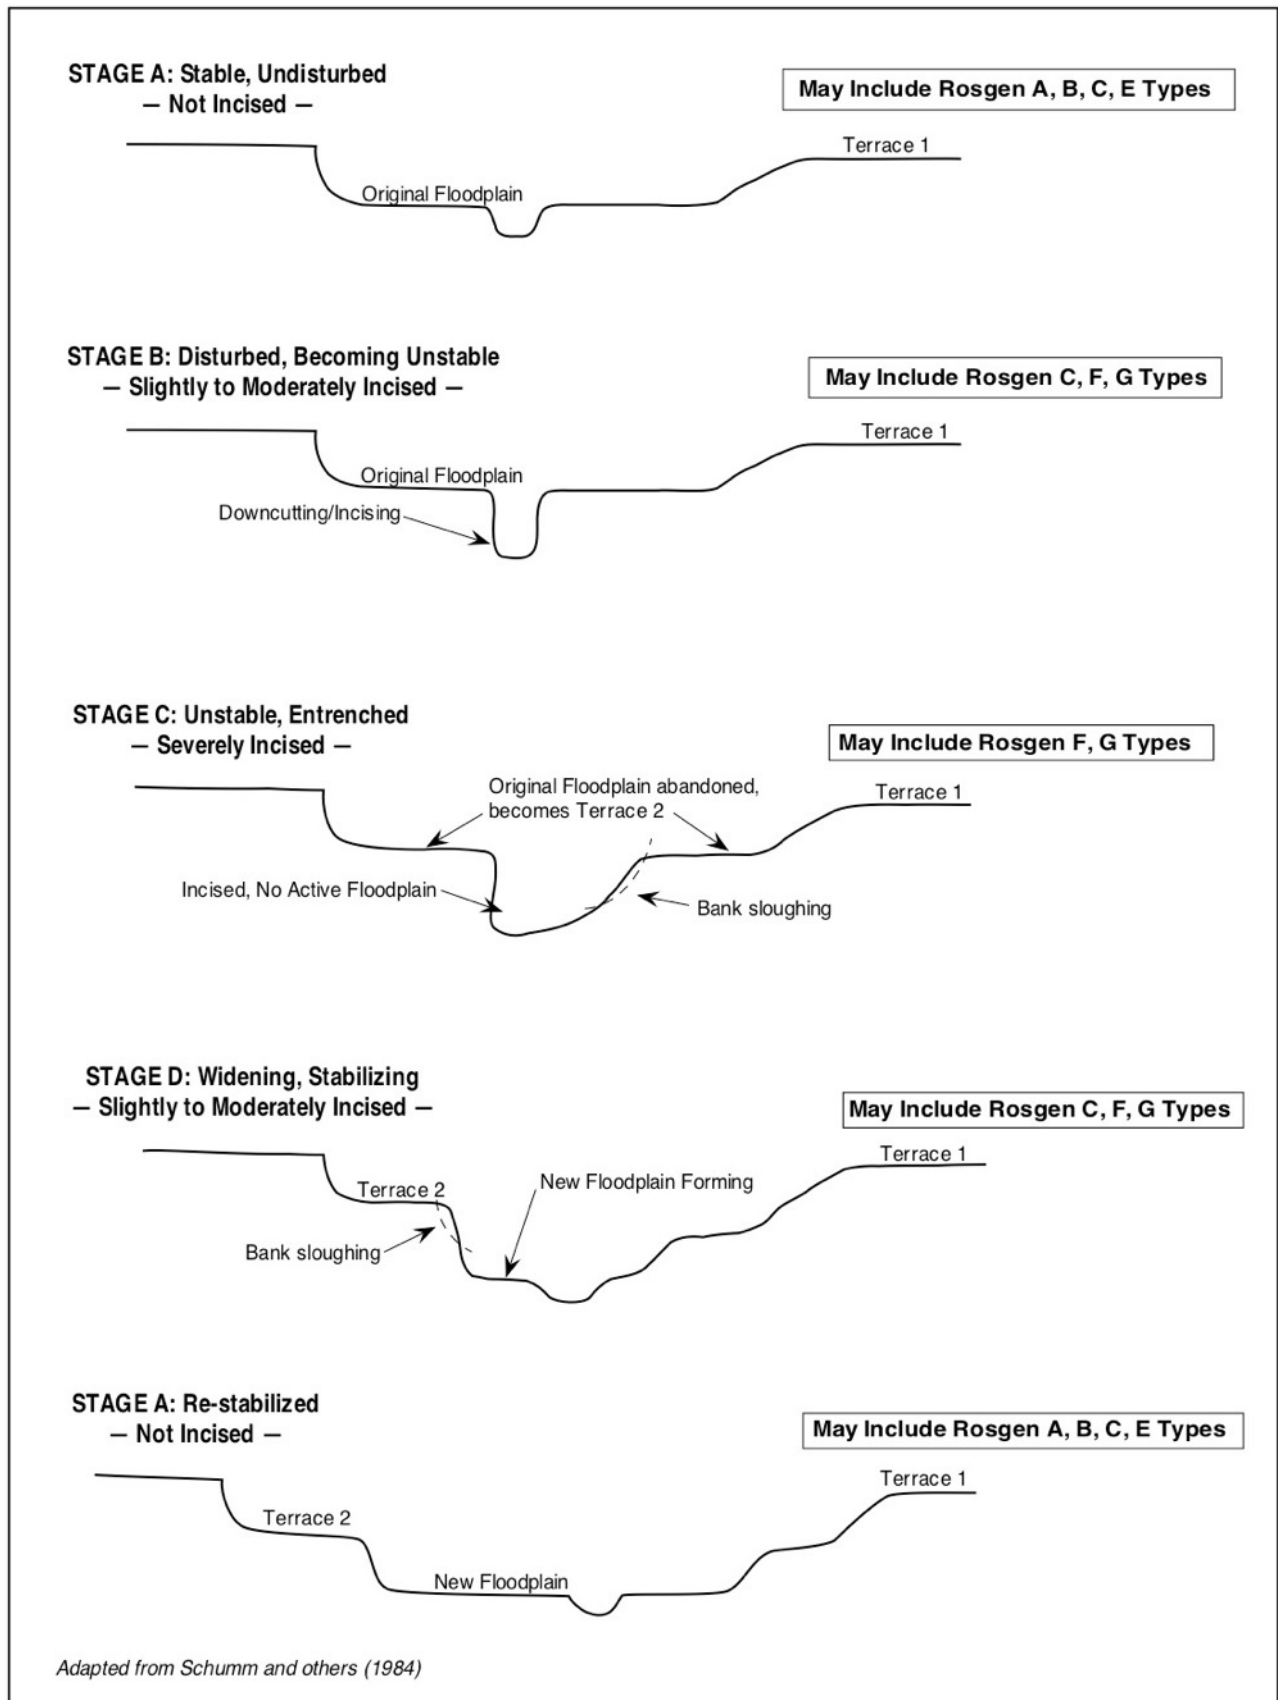 STAGE A: Stable, Undisturbed
— Not Incised —
May Include Rosgen A, B, C, E Types
Terrace 1
Original Floodplain
STAGE B: Disturbed, Becoming Unstable
— Slightly to Moderately Incised —
May Include Rosgen C, F, G Types
Terrace 1
Original Floodplain
Downcutting/Incising
STAGE C: Unstable, Entrenched
— Severely Incised —
May Include Rosgen F, G Types
Original Floodplain abandoned,
becomes Terrace 2
Terrace 1
Incised, No Active Floodplain
Bank sloughing
STAGE D: Widening, Stabilizing
— Slightly to Moderately Incised —
May Include Rosgen C, F, G Types
Terrace 1
Terrace 2
New Floodplain Forming
Bank sloughing
STAGE A: Re-stabilized
— Not Incised —
May Include Rosgen A, B, C, E Types
Terrace 1
Terrace 2
New Floodplain
Adapted from Schumm and others (1984)